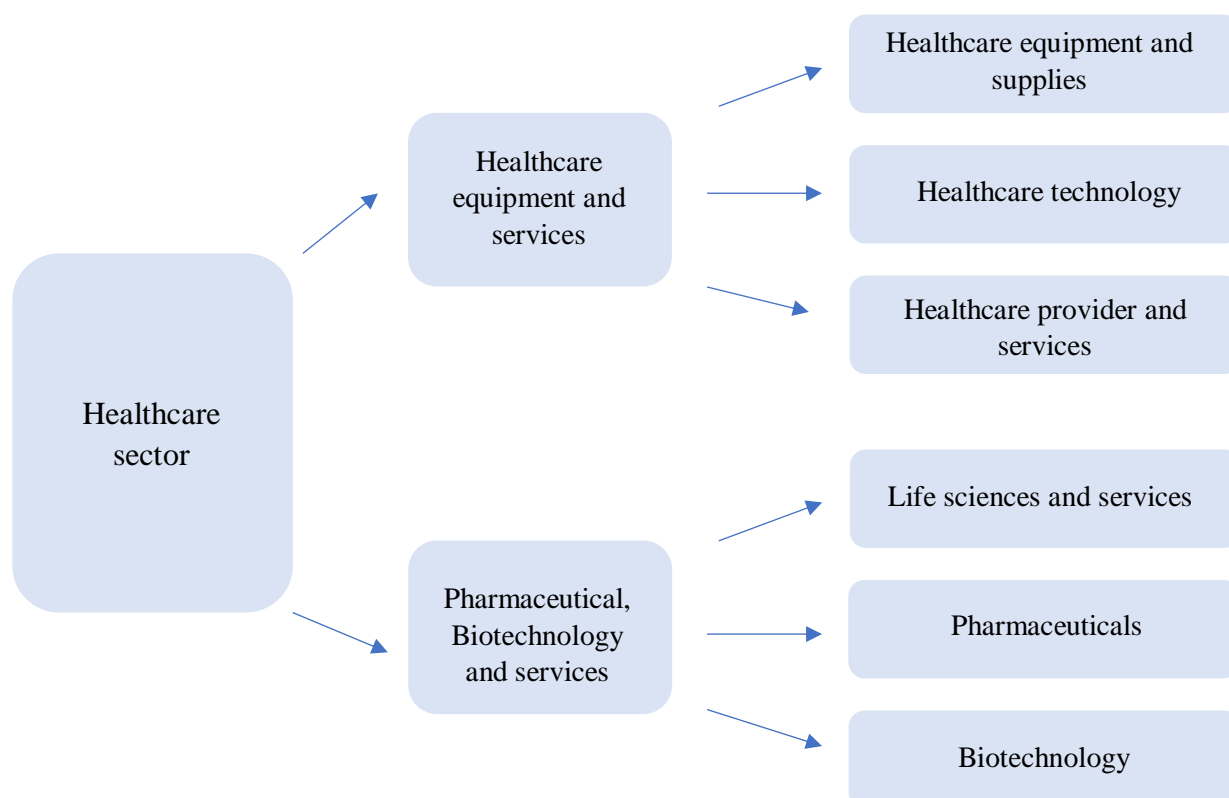 Healthcare
sector
Healthcare
equipment and
services
Healthcare equipment and
supplies
Healthcare technology
Healthcare provider and
services
Pharmaceutical,
Biotechnology
and services
Life sciences and services
Pharmaceuticals
Biotechnology